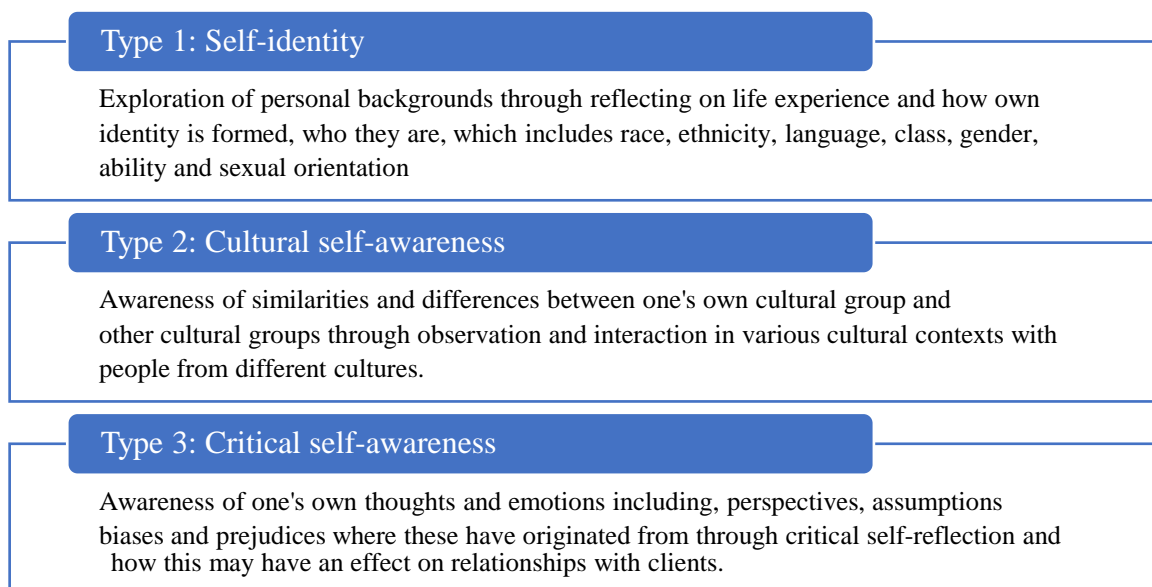 Type 1: Self-identity
Exploration of personal backgrounds through reflecting on life experience and how own
identity is formed, who they are, which includes race, ethnicity, language, class, gender,
ability and sexual orientation
Type 2: Cultural self-awareness
Awareness of similarities and differences between one's own cultural group and
other cultural groups through observation and interaction in various cultural contexts with
people from different cultures.
Type 3: Critical self-awareness
Awareness of one's own thoughts and emotions including, perspectives, assumptions
biases and prejudices where these have originated from through critical self-reflection and
how this may have an effect on relationships with clients.